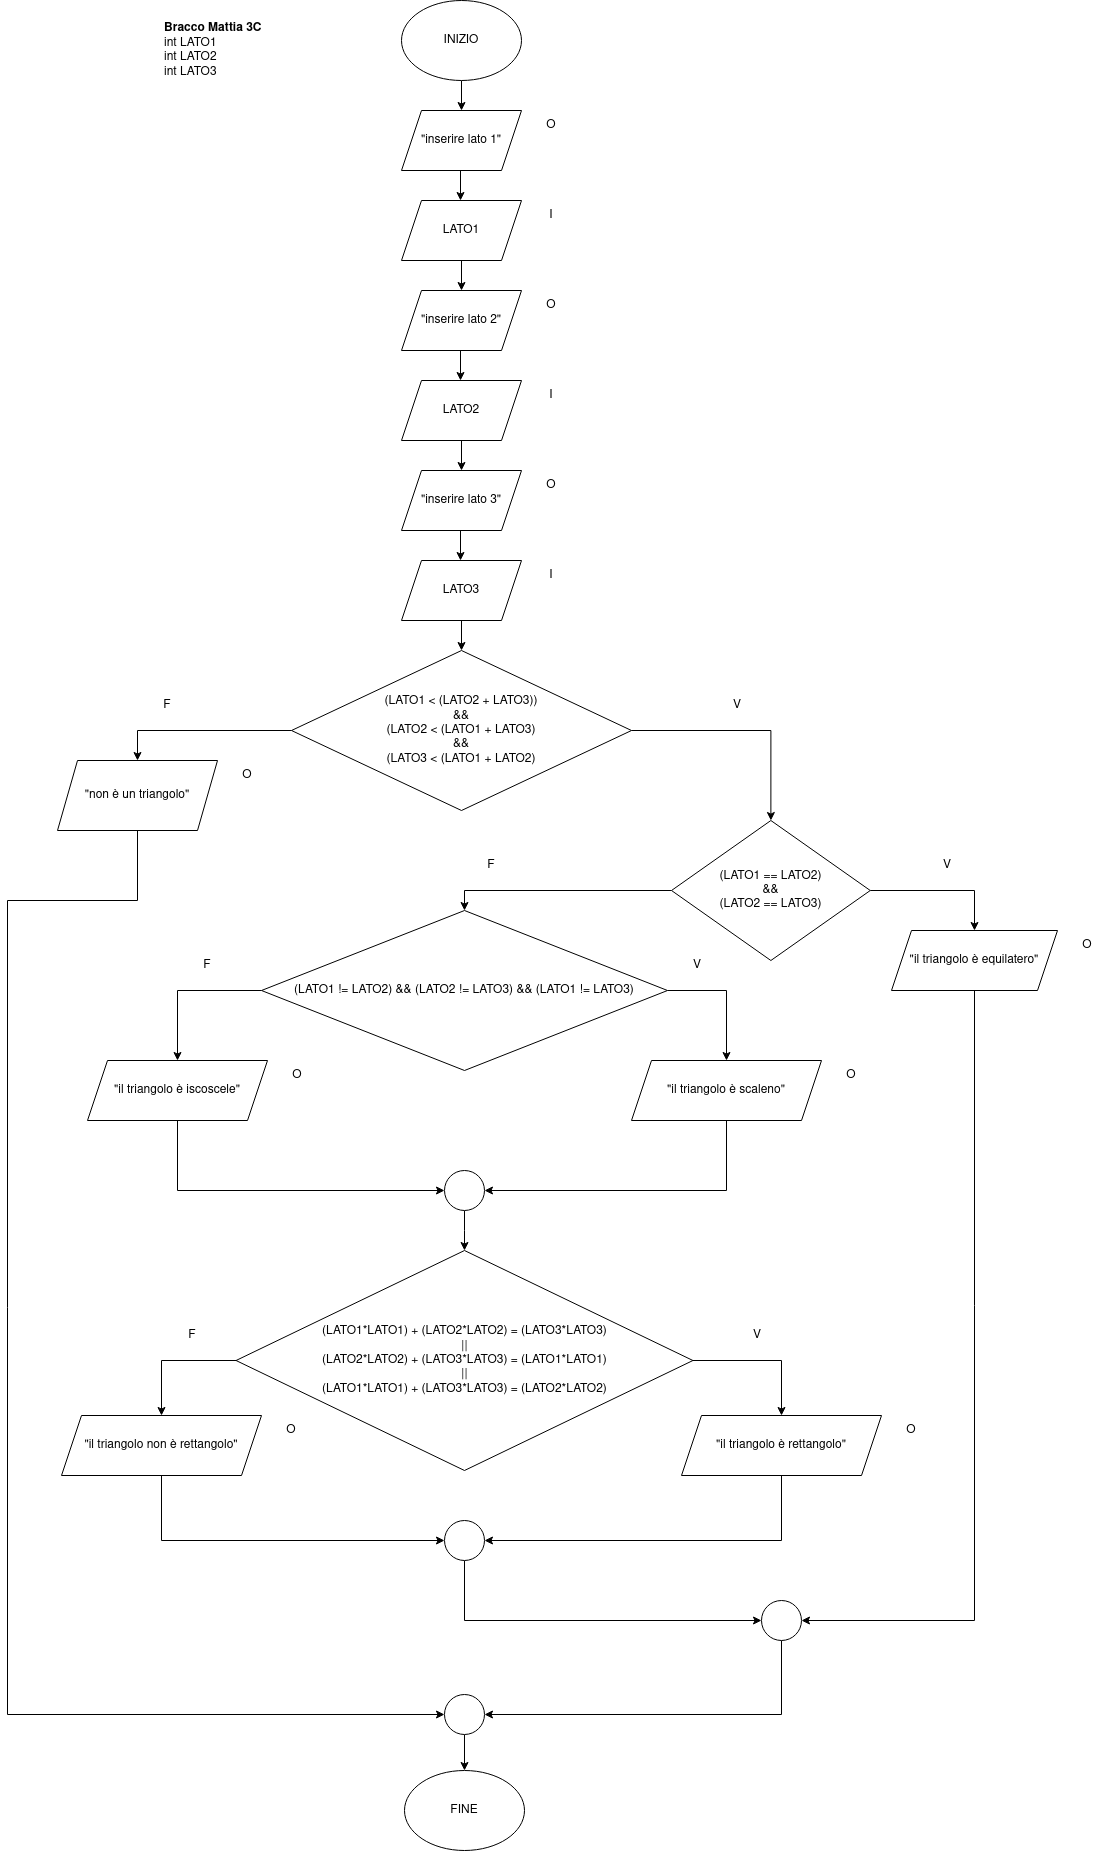 Bracco Mattia 3C
int LATO1
int LATO2
int LATO3
INIZIO
"inserire lato 1"
O
LATO1
I
"inserire lato 2"
O
LATO2
I
"inserire lato 3"
O
LATO3
I
(LATO1 < (LATO2 + LATO3))
&&
(LATO2 < (LATO1 + LATO3)
&&
(LATO3 < (LATO1 + LATO2)
F
V
"non è un triangolo"
O
(LATO1 == LATO2)
&&
(LATO2 == LATO3)
F
V
"il triangolo è equilatero"
O
(LATO1 != LATO2) && (LATO2 != LATO3) && (LATO1 != LATO3)
F
V
"il triangolo è iscoscele"
O
"il triangolo è scaleno"
O
(LATO1*LATO1) + (LATO2*LATO2) = (LATO3*LATO3)
||
(LATO2*LATO2) + (LATO3*LATO3) = (LATO1*LATO1)
||
(LATO1*LATO1) + (LATO3*LATO3) = (LATO2*LATO2)
F
V
"il triangolo non è rettangolo"
O
"il triangolo è rettangolo"
O
FINE